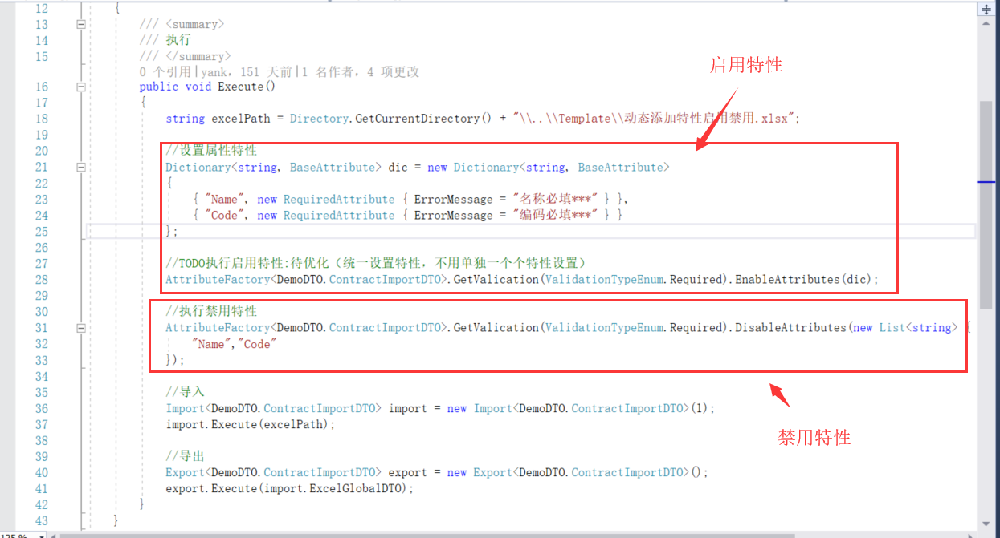 12 {
13 /// <summary>
14 /// 执行
15 /// </summary>
0 个引用|yank，151 天前|1 名作者，4 项更改
16 public void Execute()
17 {
启用特性
18 string excelPath = Directory.GetCurrentDirectory() + "\\..\\Template\\动态添加特性启用禁用.xlsx";
19
20 //设置属性特性
21 Dictionary<string, BaseAttribute> dic = new Dictionary<string, BaseAttribute>
22 {
23 { "Name", new RequiredAttribute { ErrorMessage = "名称必填***" } },
24 { "Code", new RequiredAttribute { ErrorMessage = "编码必填***" } }
25 };
26
27 //TODO执行启用特性:待优化（统一设置特性，不用单独一个个特性设置）
28 AttributeFactory<DemoDTO.ContractImportDTO>.GetValication(ValidationTypeEnum.Required).EnableAttributes(dic);
29
30 //执行禁用特性
31 AttributeFactory<DemoDTO.ContractImportDTO>.GetValication(ValidationTypeEnum.Required).DisableAttributes(new List<string> {
32 "Name","Code"
33 });
34
35 //导入
36 Import<DemoDTO.ContractImportDTO> import = new Import<DemoDTO.ContractImportDTO>(1);
37 import.Execute(excelPath);
禁用特性
38
39 //导出
40 Export<DemoDTO.ContractImportDTO> export = new Export<DemoDTO.ContractImportDTO>();
41 export.Execute(import.ExcelGlobalDTO);
42 }
43 }
125 %